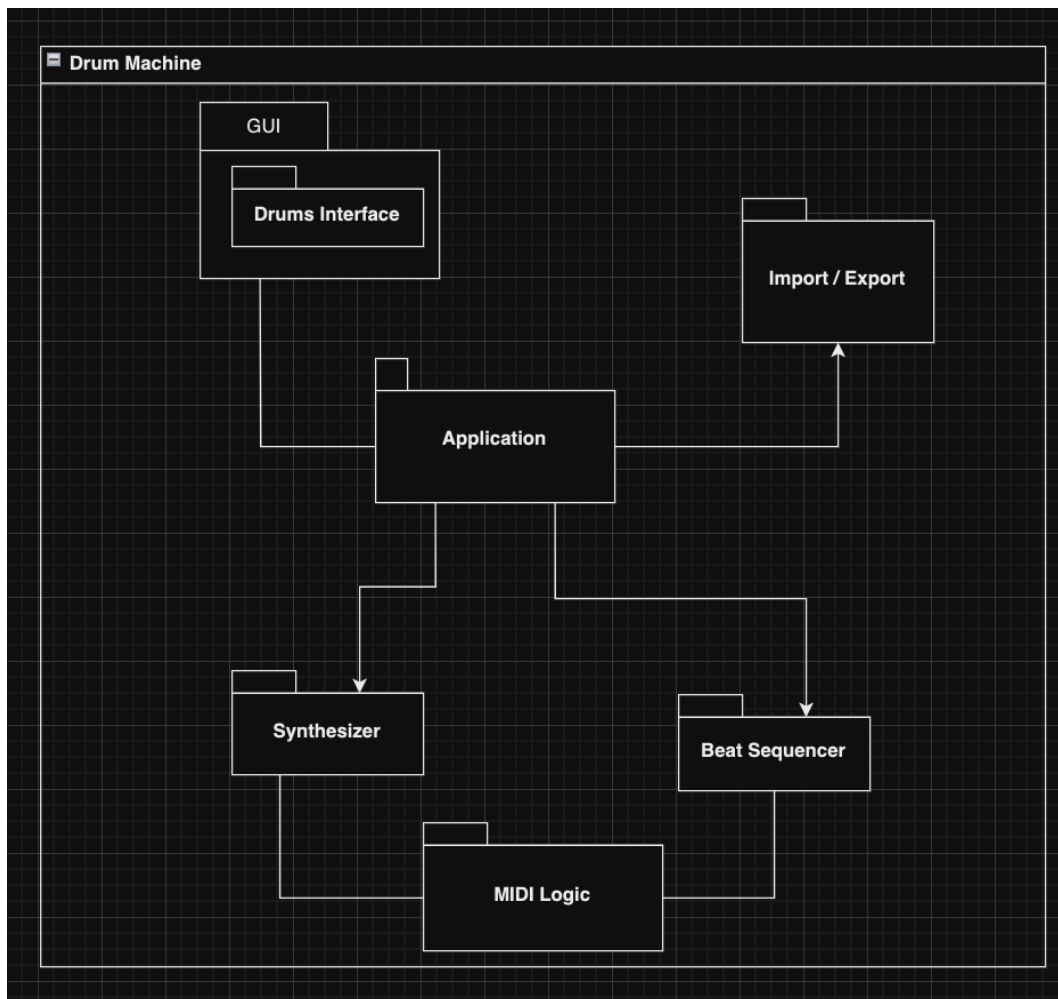 Drum Machine
GUI
Drums Interface
Import / Export
Application
Synthesizer
Beat Sequencer
MIDI Logic